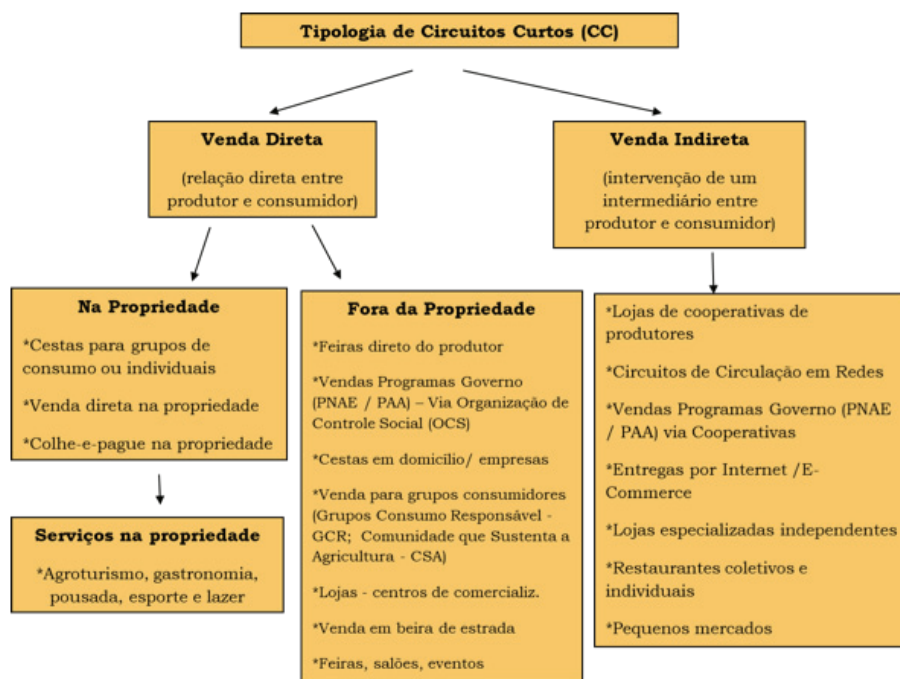 Tipologia de Circuitos Curtos (CC)
Venda Direta
(relação direta entre
produtor e consumidor)
Venda Indireta
(intervenção de um
intermediário entre
produtor e consumidor)
Na Propriedade
*Cestas para grupos de
consumo ou individuais
*Venda direta na propriedade
*Colhe-e-pague na propriedade
Serviços na propriedade
*Agroturismo, gastronomia,
pousada, esporte e lazer
Fora da Propriedade
*Feiras direto do produtor
*Vendas Programas Governo
(PNAE / PAA) – Via Organização de
Controle Social (OCS)
*Cestas em domicílio/ empresas
*Venda para grupos consumidores
(Grupos Consumo Responsável -
GCR; Comunidade que Sustenta a
Agricultura - CSA)
*Lojas - centros de comercializ.
*Venda em beira de estrada
*Feiras, salões, eventos
*Lojas de cooperativas de
produtores
*Circuitos de Circulação em Redes
*Vendas Programas Governo (PNAE
/ PAA) via Cooperativas
*Entregas por Internet /E-
Commerce
*Lojas especializadas independentes
*Restaurantes coletivos e
individuais
*Pequenos mercados